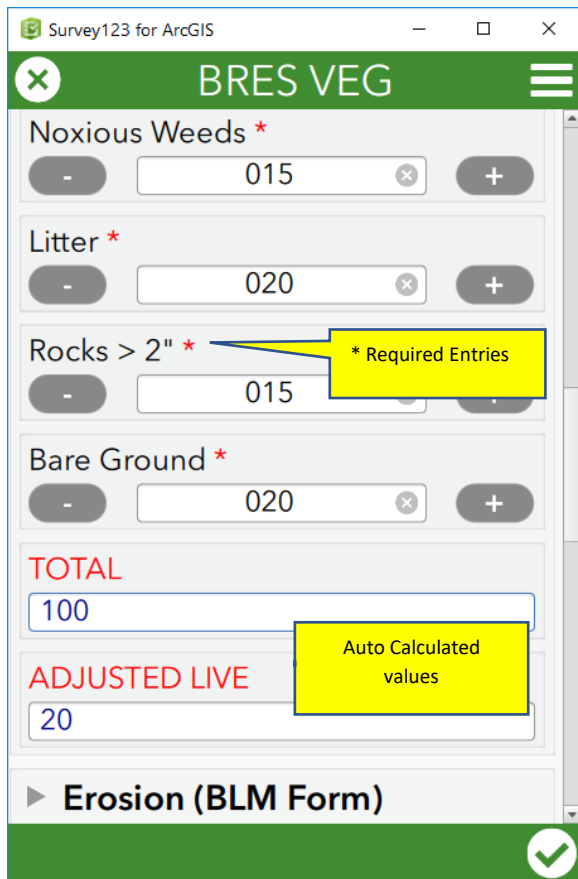 Survey123 for ArcGIS
BRES VEG
Noxious Weeds *
- 015 +
Litter *
- 020 +
Rocks > 2" *
* Required Entries
- 015
Bare Ground *
- 020 +
TOTAL
100
Auto Calculated
values
ADJUSTED LIVE
20
Erosion (BLM Form)